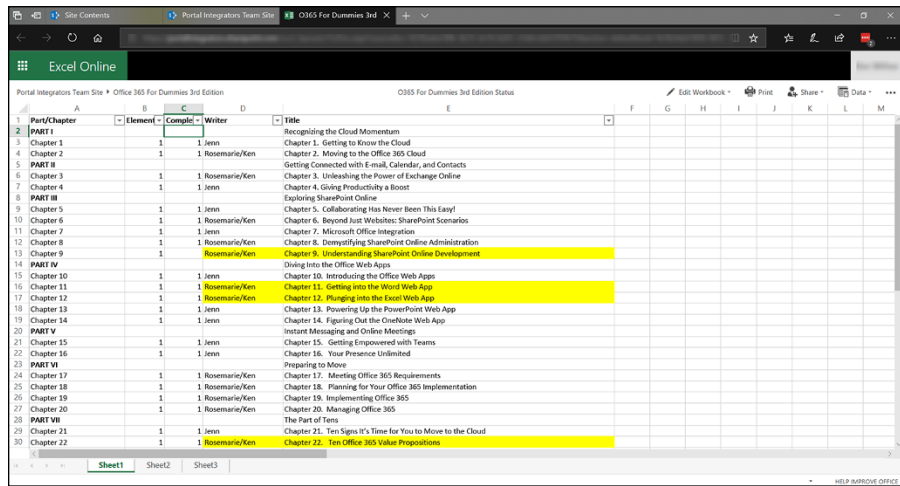 Site Contents Portal Integrators Team Site O365 For Dummies 3rd
Excel Online
Portal Integrators Team Site Office 365 For Dummies 3rd Edition O365 For Dummies 3rd Edition Status Edit Workbook Print Share Data
A B C D E F G H I J K L M
1 Part/Chapter Element Comple Writer Title
2 PART I Recognizing the Cloud Momentum
3 Chapter 1 1 1 Jenn Chapter 1. Getting to Know the Cloud
4 Chapter 2 1 1 Rosemarie/Ken Chapter 2. Moving to the Office 365 Cloud
5 PART II Getting Connected with E-mail, Calendar, and Contacts
6 Chapter 3 1 1 Rosemarie/Ken Chapter 3. Unleashing the Power of Exchange Online
7 Chapter 4 1 1 Jenn Chapter 4. Giving Productivity a Boost
8 PART III Exploring SharePoint Online
9 Chapter 5 1 1 Jenn Chapter 5. Collaborating Has Never Been This Easy!
10 Chapter 6 1 1 Rosemarie/Ken Chapter 6. Beyond Just Websites: SharePoint Scenarios
11 Chapter 7 1 1 Jenn Chapter 7. Microsoft Office Integration
12 Chapter 8 1 1 Rosemarie/Ken Chapter 8. Demystifying SharePoint Online Administration
13 Chapter 9 1 Rosemarie/Ken Chapter 9. Understanding SharePoint Online Development
14 PART IV Diving Into the Office Web Apps
15 Chapter 10 1 1 Jenn Chapter 10. Introducing the Office Web Apps
16 Chapter 11 1 1 Rosemarie/Ken Chapter 11. Getting into the Word Web App
17 Chapter 12 1 1 Rosemarie/Ken Chapter 12. Plunging into the Excel Web App
18 Chapter 13 1 1 Jenn Chapter 13. Powering Up the PowerPoint Web App
19 Chapter 14 1 1 Jenn Chapter 14. Figuring Out the OneNote Web App
20 PART V Instant Messaging and Online Meetings
21 Chapter 15 1 1 Jenn Chapter 15. Getting Empowered with Teams
22 Chapter 16 1 1 Jenn Chapter 16. Your Presence Unlimited
23 PART VI Preparing to Move
24 Chapter 17 1 1 Rosemarie/Ken Chapter 17. Meeting Office 365 Requirements
25 Chapter 18 1 1 Rosemarie/Ken Chapter 18. Planning for Your Office 365 Implementation
26 Chapter 19 1 1 Rosemarie/Ken Chapter 19. Implementing Office 365
27 Chapter 20 1 1 Rosemarie/Ken Chapter 20. Managing Office 365
28 PART VII The Part of Tens
29 Chapter 21 1 1 Jenn Chapter 21. Ten Signs It's Time for You to Move to the Cloud
30 Chapter 22 1 1 Rosemarie/Ken Chapter 22. Ten Office 365 Value Propositions
Sheet1 Sheet2 Sheet3
HELP IMPROVE OFFICE